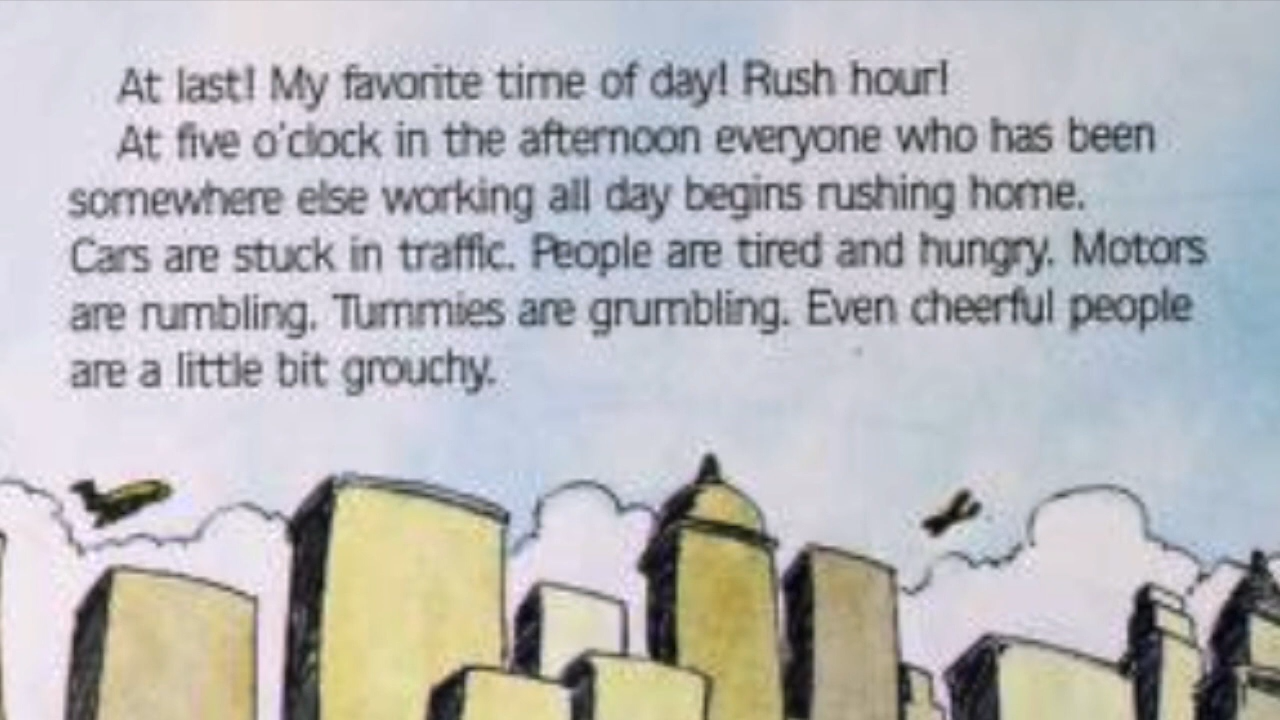 At last! My favorite time of day! Rush hour!
At five o'clock in the afternoon everyone who has been
somewhere else working all day begins rushing home.
Cars are stuck in traffic. People are tired and hungry. Motors
are rumbling. Tummies are grumbling. Even cheerful people
are a little bit grouchy.